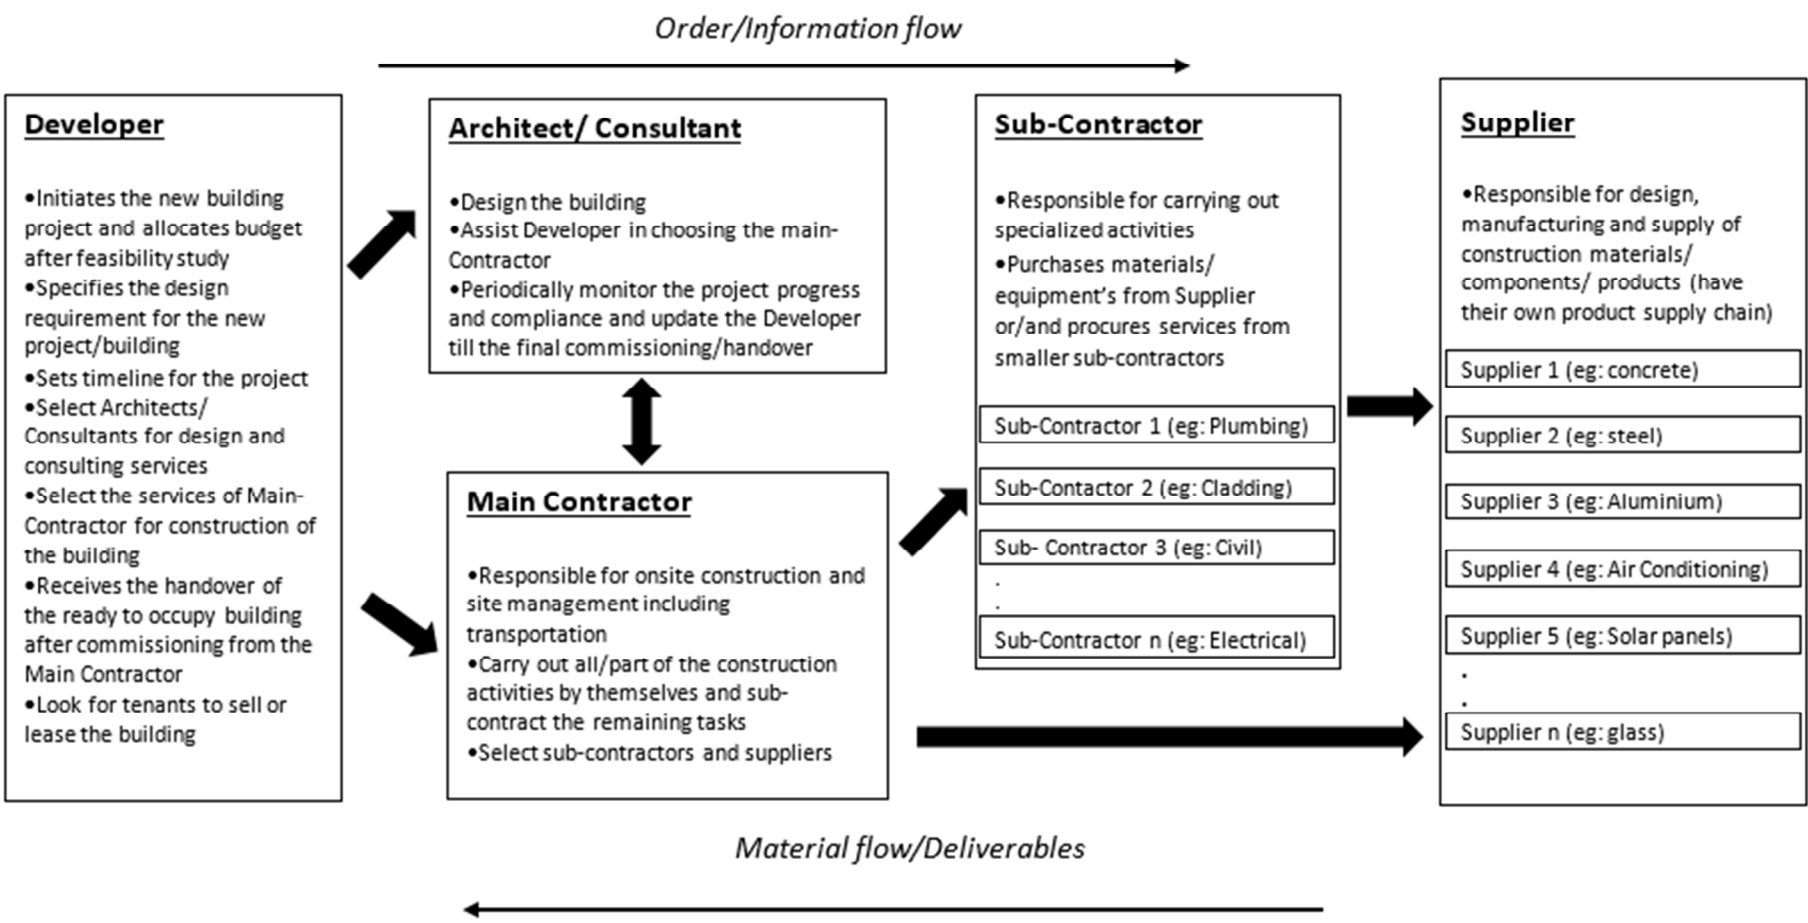 Order/Information flow
Developer
•Initiates the new building
project and allocates budget
after feasibility study
•Specifies the design
requirement for the new
project/building
•Sets timeline for the project
•Select Architects/
Consultants for design and
consulting services
•Select the services of Main-
Contractor for construction of
the building
•Receives the handover of
the ready to occupy building
after commissioning from the
Main Contractor
•Look for tenants to sell or
lease the building
Architect/ Consultant
•Design the building
•Assist Developer in choosing the main-
Contractor
•Periodically monitor the project progress
and compliance and update the Developer
till the final commissioning/handover
Main Contractor
•Responsible for onsite construction and
site management including
transportation
•Carry out all/part of the construction
activities by themselves and sub-
contract the remaining tasks
•Select sub-contractors and suppliers
Sub-Contractor
•Responsible for carrying out
specialized activities
•Purchases materials/
equipment's from Supplier
or/and procures services from
smaller sub-contractors
Sub-Contractor 1 (eg: Plumbing)
Sub-Contactor 2 (eg: Cladding)
Sub- Contractor 3 (eg: Civil)
.
.
Sub-Contractor n (eg: Electrical)
Supplier
•Responsible for design,
manufacturing and supply of
construction materials/
components/ products (have
their own product supply chain)
Supplier 1 (eg: concrete)
Supplier 2 (eg: steel)
Supplier 3 (eg: Aluminium)
Supplier 4 (eg: Air Conditioning)
Supplier 5 (eg: Solar panels)
.
.
Supplier n (eg: glass)
Material flow/Deliverables